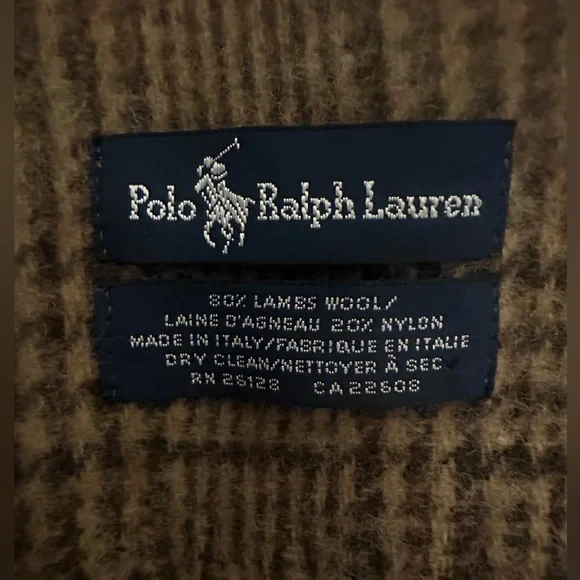 Polo Ralph Lauren
80% LAMBS WOOL/
LAINE D'AGNEAU 20% NYLON
MADE IN ITALY/FABRIQUE EN ITALIE
DRY CLEAN/NETTOYER À SEC
RN 26128 CA 22608